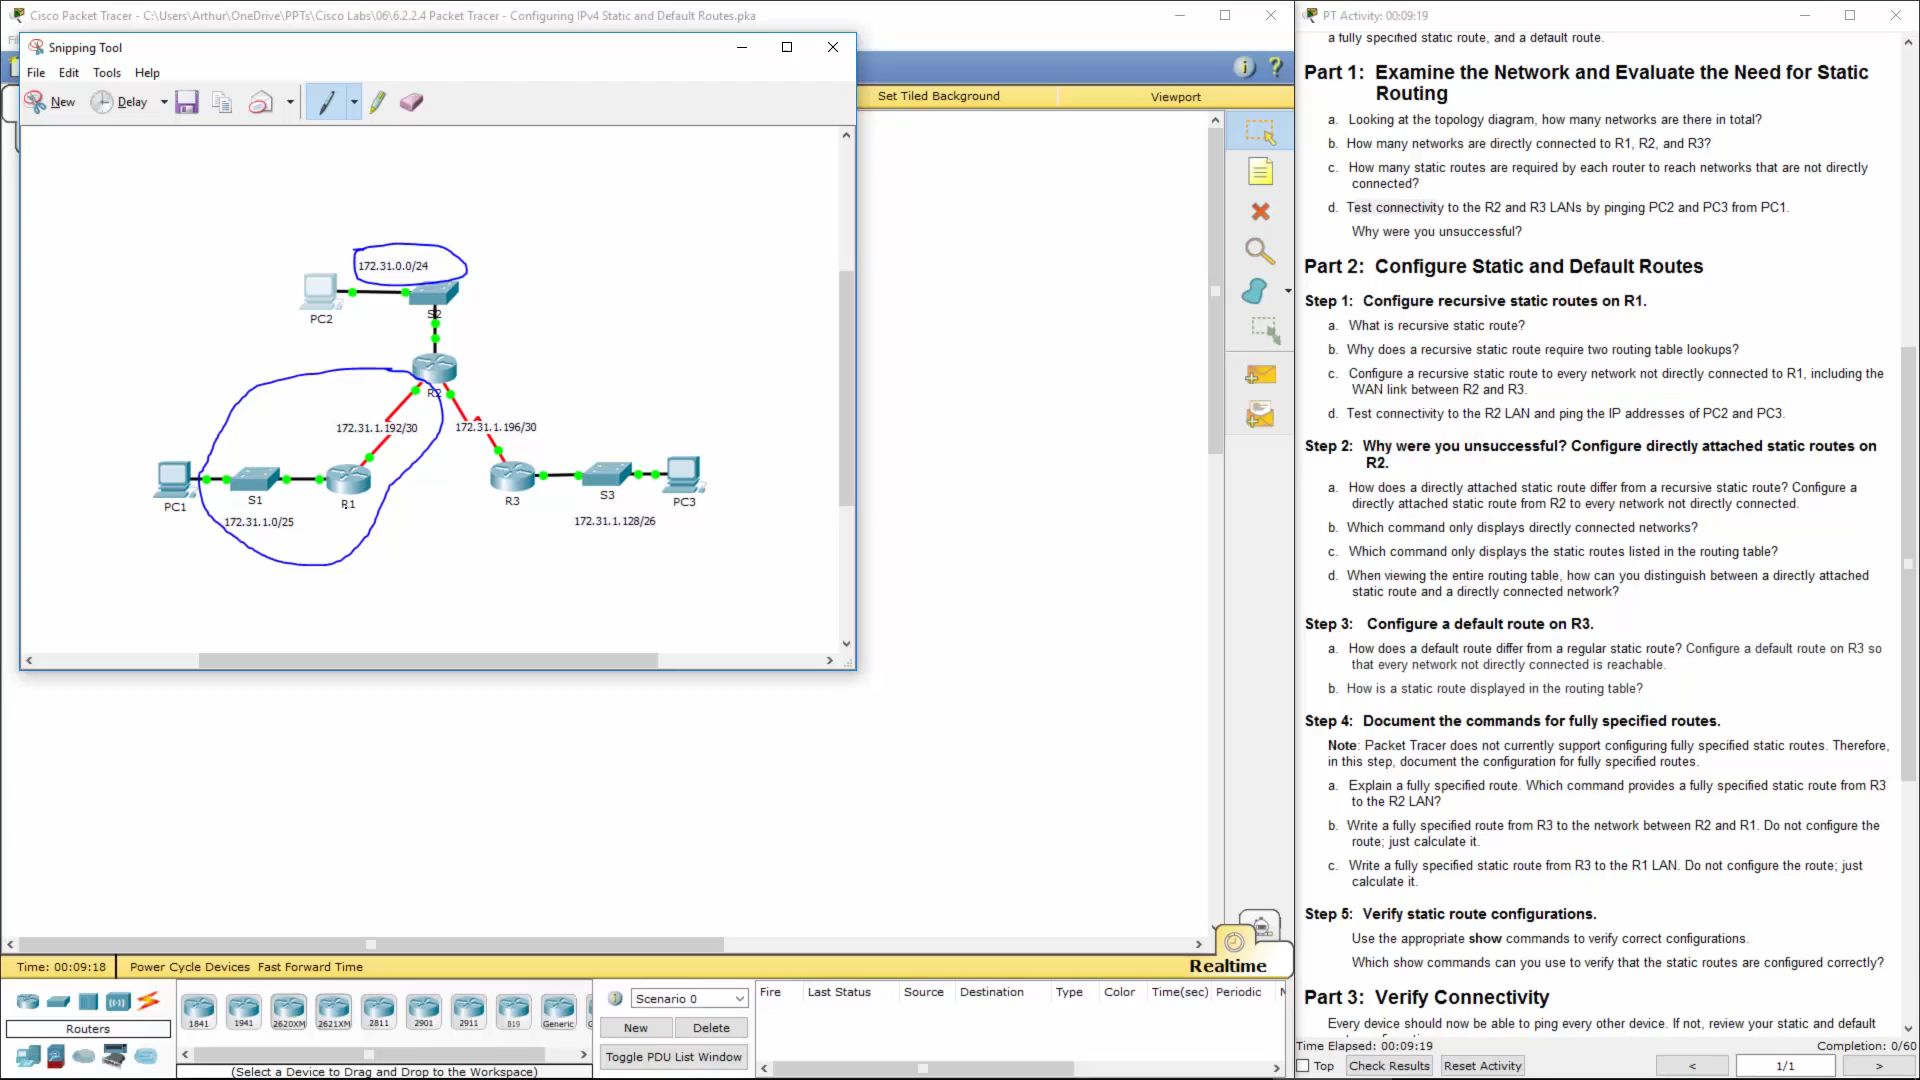 Cisco Packet Tracer - C:\Users\Arthur\OneDrive\PPTs\Cisco Labs\06\6.2.2.4 Packet Tracer - Configuring IPv4 Static and Default Routes.pka
Snipping Tool
File Edit Tools Help
New Delay
Set Tiled Background
Viewport
172.31.0.0/24
PC2
S2
R2
172.31.1.192/30
172.31.1.196/30
PC1
S1
R1
R3
S3
PC3
172.31.1.0/25
172.31.1.128/26
Time: 00:09:18
Power Cycle Devices Fast Forward Time
Realtime
Routers
1841
1941
2620XM
2621XM
2811
2901
2911
819
Generic
(Select a Device to Drag and Drop to the Workspace)
Scenario 0
New
Delete
Toggle PDU List Window
Fire
Last Status
Source
Destination
Type
Color
Time(sec)
Periodic
PT Activity: 00:09:19
a fully specified static route, and a default route.
Part 1: Examine the Network and Evaluate the Need for Static
Routing
a. Looking at the topology diagram, how many networks are there in total?
b. How many networks are directly connected to R1, R2, and R3?
c. How many static routes are required by each router to reach networks that are not directly
connected?
d. Test connectivity to the R2 and R3 LANs by pinging PC2 and PC3 from PC1.
Why were you unsuccessful?
Part 2: Configure Static and Default Routes
Step 1: Configure recursive static routes on R1.
a. What is recursive static route?
b. Why does a recursive static route require two routing table lookups?
c. Configure a recursive static route to every network not directly connected to R1, including the
WAN link between R2 and R3.
d. Test connectivity to the R2 LAN and ping the IP addresses of PC2 and PC3.
Step 2: Why were you unsuccessful? Configure directly attached static routes on
R2.
a. How does a directly attached static route differ from a recursive static route? Configure a
directly attached static route from R2 to every network not directly connected.
b. Which command only displays directly connected networks?
c. Which command only displays the static routes listed in the routing table?
d. When viewing the entire routing table, how can you distinguish between a directly attached
static route and a directly connected network?
Step 3: Configure a default route on R3.
a. How does a default route differ from a regular static route? Configure a default route on R3 so
that every network not directly connected is reachable.
b. How is a static route displayed in the routing table?
Step 4: Document the commands for fully specified routes.
Note: Packet Tracer does not currently support configuring fully specified static routes. Therefore,
in this step, document the configuration for fully specified routes.
a. Explain a fully specified route. Which command provides a fully specified static route from R3
to the R2 LAN?
b. Write a fully specified route from R3 to the network between R2 and R1. Do not configure the
route; just calculate it.
c. Write a fully specified static route from R3 to the R1 LAN. Do not configure the route; just
calculate it.
Step 5: Verify static route configurations.
Use the appropriate show commands to verify correct configurations.
Which show commands can you use to verify that the static routes are configured correctly?
Part 3: Verify Connectivity
Every device should now be able to ping every other device. If not, review your static and default
Time Elapsed: 00:09:19
Completion: 0/60
Top
Check Results
Reset Activity
<
1/1
>